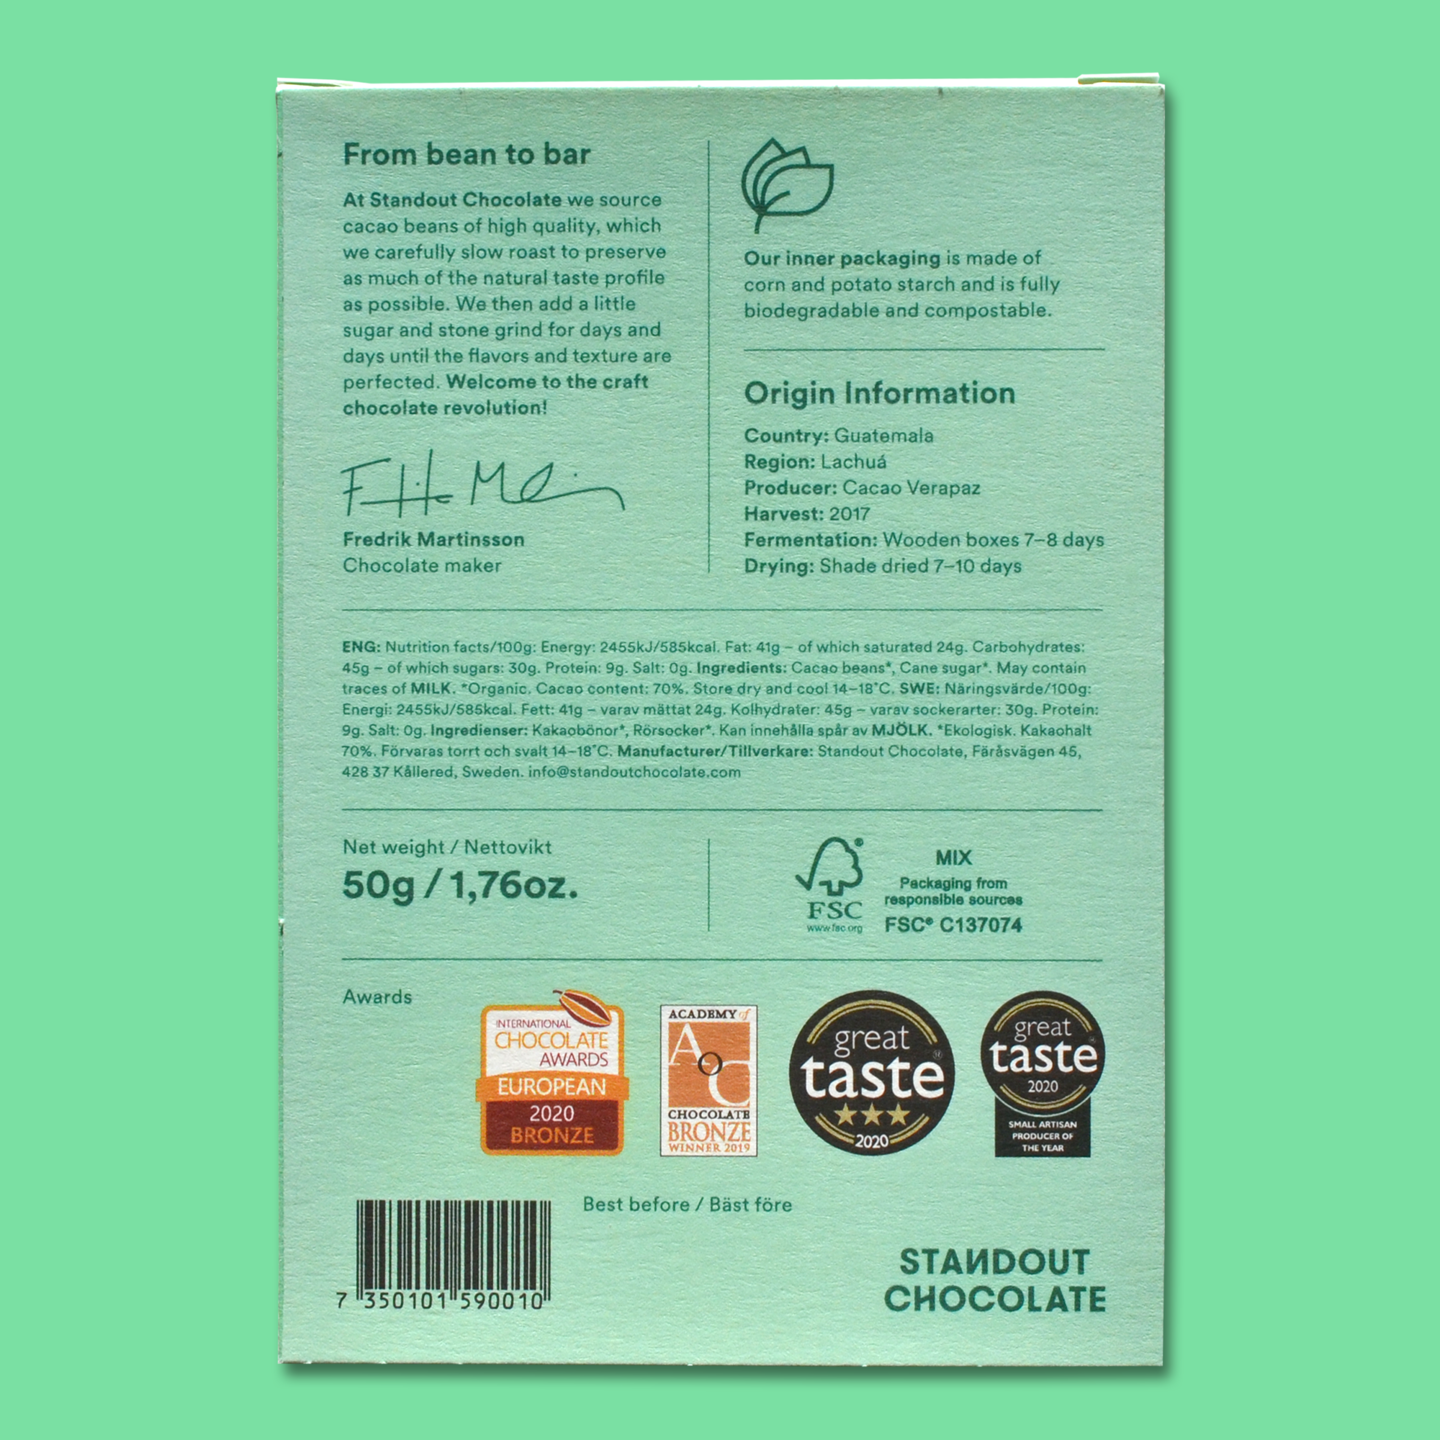 From bean to bar
At Standout Chocolate we source
cacao beans of high quality, which
we carefully slow roast to preserve
as much of the natural taste profile
as possible. We then add a little
sugar and stone grind for days and
days until the flavors and texture are
perfected. Welcome to the craft
chocolate revolution!
Fredrik Martinsson
Chocolate maker
Our inner packaging is made of
corn and potato starch and is fully
biodegradable and compostable.
Origin Information
Country: Guatemala
Region: Lachuá
Producer: Cacao Verapaz
Harvest: 2017
Fermentation: Wooden boxes 7–8 days
Drying: Shade dried 7–10 days
ENG: Nutrition facts/100g: Energy: 2455kJ/585kcal. Fat: 41g – of which saturated 24g. Carbohydrates:
45g – of which sugars: 30g. Protein: 9g. Salt: 0g. Ingredients: Cacao beans*, Cane sugar*. May contain
traces of MILK. *Organic. Cacao content: 70%. Store dry and cool 14–18°C. SWE: Näringsvärde/100g:
Energi: 2455kJ/585kcal. Fett: 41g – varav mättat 24g. Kolhydrater: 45g – varav sockerarter: 30g. Protein:
9g. Salt: 0g. Ingredienser: Kakaobönor*, Rörsocker*. Kan innehålla spår av MJÖLK. *Ekologisk. Kakaohalt
70%. Förvaras torrt och svalt 14–18°C. Manufacturer/Tillverkare: Standout Chocolate, Färåsvägen 45,
428 37 Kållered, Sweden. info@standoutchocolate.com
Net weight / Nettovikt
50g / 1,76oz.
FSC
www.fsc.org
MIX
Packaging from
responsible sources
FSC® C137074
Awards
INTERNATIONAL
CHOCOLATE
AWARDS
EUROPEAN
2020
BRONZE
ACADEMY of
AOC
CHOCOLATE
BRONZE
WINNER 2019
great
taste
2020
great
taste
2020
SMALL ARTISAN
PRODUCER OF
THE YEAR
Best before / Bäst före
7 350101 590010
STANDOUT
CHOCOLATE